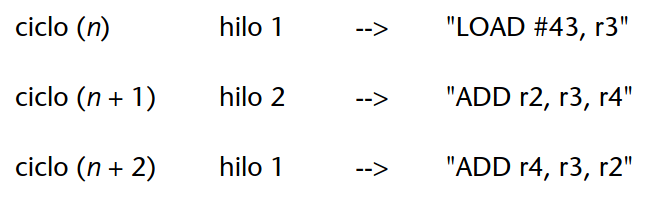 ciclo (n) hilo 1 --> "LOAD #43, r3"
ciclo (n + 1) hilo 2 --> "ADD r2, r3, r4"
ciclo (n + 2) hilo 1 --> "ADD r4, r3, r2"